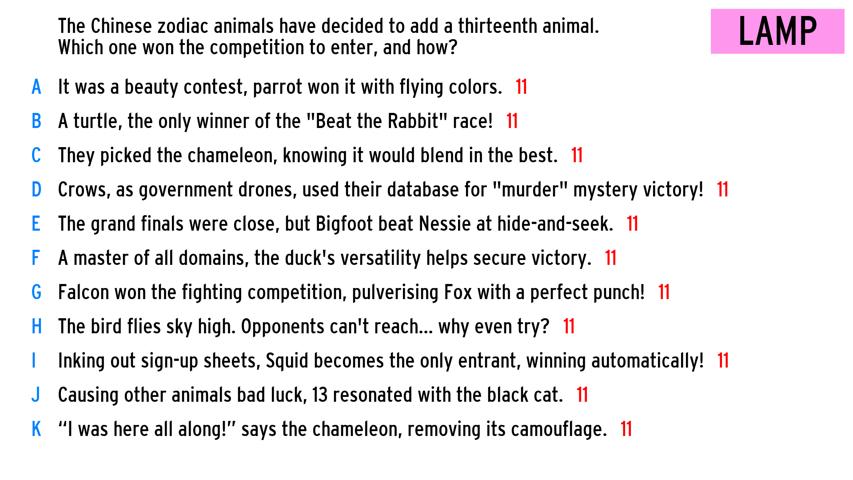 The Chinese zodiac animals have decided to add a thirteenth animal.
Which one won the competition to enter, and how?
LAMP
A It was a beauty contest, parrot won it with flying colors. 11
B A turtle, the only winner of the "Beat the Rabbit" race! 11
C They picked the chameleon, knowing it would blend in the best. 11
D Crows, as government drones, used their database for "murder" mystery victory! 11
E The grand finals were close, but Bigfoot beat Nessie at hide-and-seek. 11
F A master of all domains, the duck's versatility helps secure victory. 11
G Falcon won the fighting competition, pulverising Fox with a perfect punch! 11
H The bird flies sky high. Opponents can't reach... why even try? 11
I Inking out sign-up sheets, Squid becomes the only entrant, winning automatically! 11
J Causing other animals bad luck, 13 resonated with the black cat. 11
K “I was here all along!” says the chameleon, removing its camouflage. 11